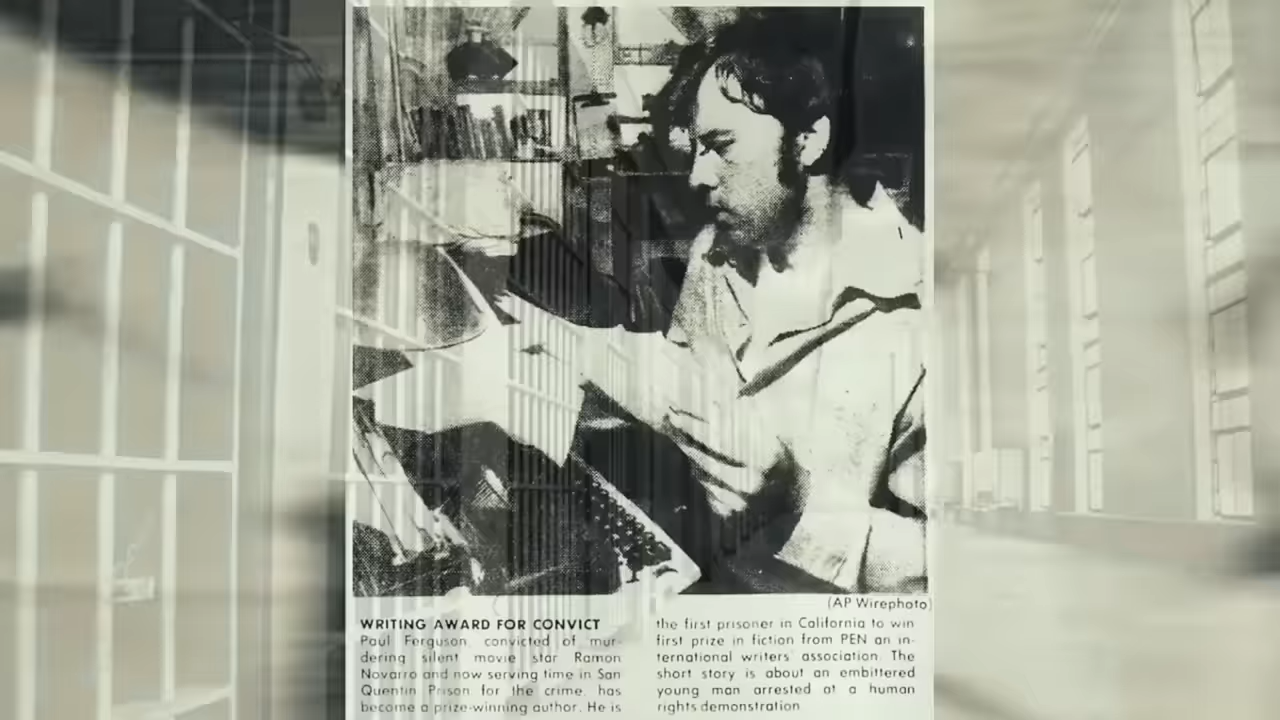 (AP Wirephoto)
WRITING AWARD FOR CONVICT
Paul Ferguson, convicted of mur-
dering silent movie star Ramon
Novarro and now serving time in San
Quentin Prison for the crime, has
become a prize-winning author. He is
the first prisoner in California to win
first prize in fiction from PEN an in-
ternational writers' association. The
short story is about an embittered
young man arrested at a human
rights demonstration.